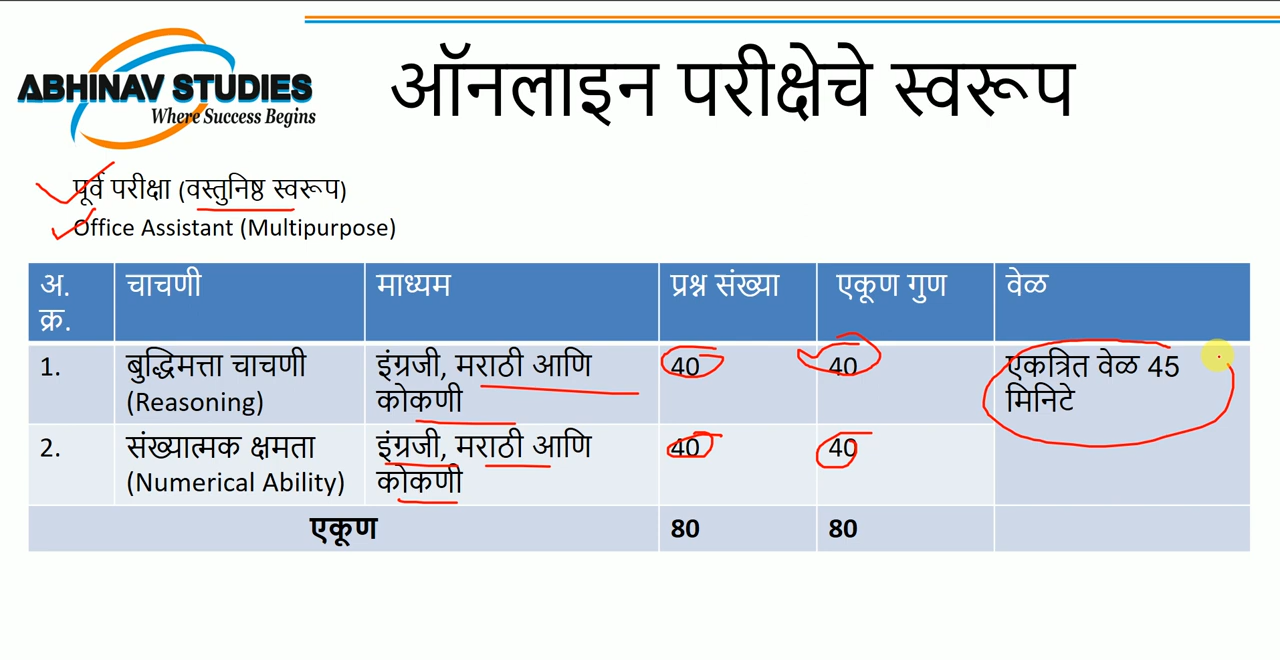 ABHINAV STUDIES
Where Success Begins
ऑनलाइन परीक्षेचे स्वरूप
पूर्व परीक्षा (वस्तुनिष्ठ स्वरूप)
Office Assistant (Multipurpose)
अ. क्र. चाचणी माध्यम प्रश्न संख्या एकूण गुण वेळ
1. बुद्धिमत्ता चाचणी (Reasoning) इंग्रजी, मराठी आणि कोकणी 40 40 एकत्रित वेळ 45 मिनिटे
2. संख्यात्मक क्षमता (Numerical Ability) इंग्रजी, मराठी आणि कोकणी 40 40
एकूण 80 80